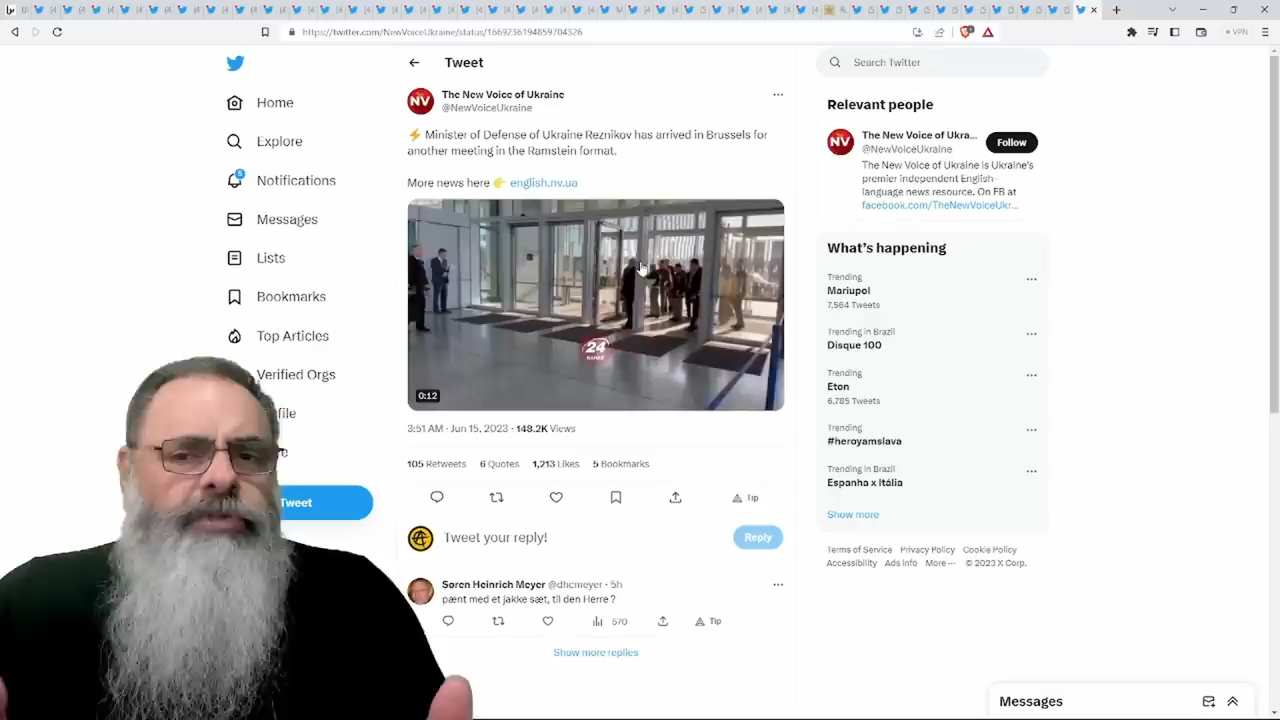 https://twitter.com/NewVoiceUkraine/status/1669236194859704326
VPN
Home
Explore
6
Notifications
Messages
Lists
Bookmarks
Top Articles
Verified Orgs
file
Tweet
Tweet
NV
The New Voice of Ukraine
@NewVoiceUkraine
⚡ Minister of Defense of Ukraine Reznikov has arrived in Brussels for
another meeting in the Ramstein format.
More news here 👉 english.nv.ua
24
КАНАЛ
0:12
3:51 AM · Jun 15, 2023 · 148.2K Views
105 Retweets 6 Quotes 1,213 Likes 5 Bookmarks
Tip
Tweet your reply!
Reply
Søren Heinrich Meyer @dhcmeyer · 5h
pænt med et jakke sæt, til den Herre ?
570
Tip
Show more replies
Search Twitter
Relevant people
NV
The New Voice of Ukra...
@NewVoiceUkraine
Follow
The New Voice of Ukraine is Ukraine's
premier independent English-
language news resource. On FB at
facebook.com/TheNewVoiceUkr...
What's happening
Trending
Mariupol
7,564 Tweets
Trending in Brazil
Disque 100
Trending
Eton
6,785 Tweets
Trending
#heroyamslava
Trending in Brazil
Espanha x Itália
Show more
Terms of Service Privacy Policy Cookie Policy
Accessibility Ads info More ··· © 2023 X Corp.
Messages